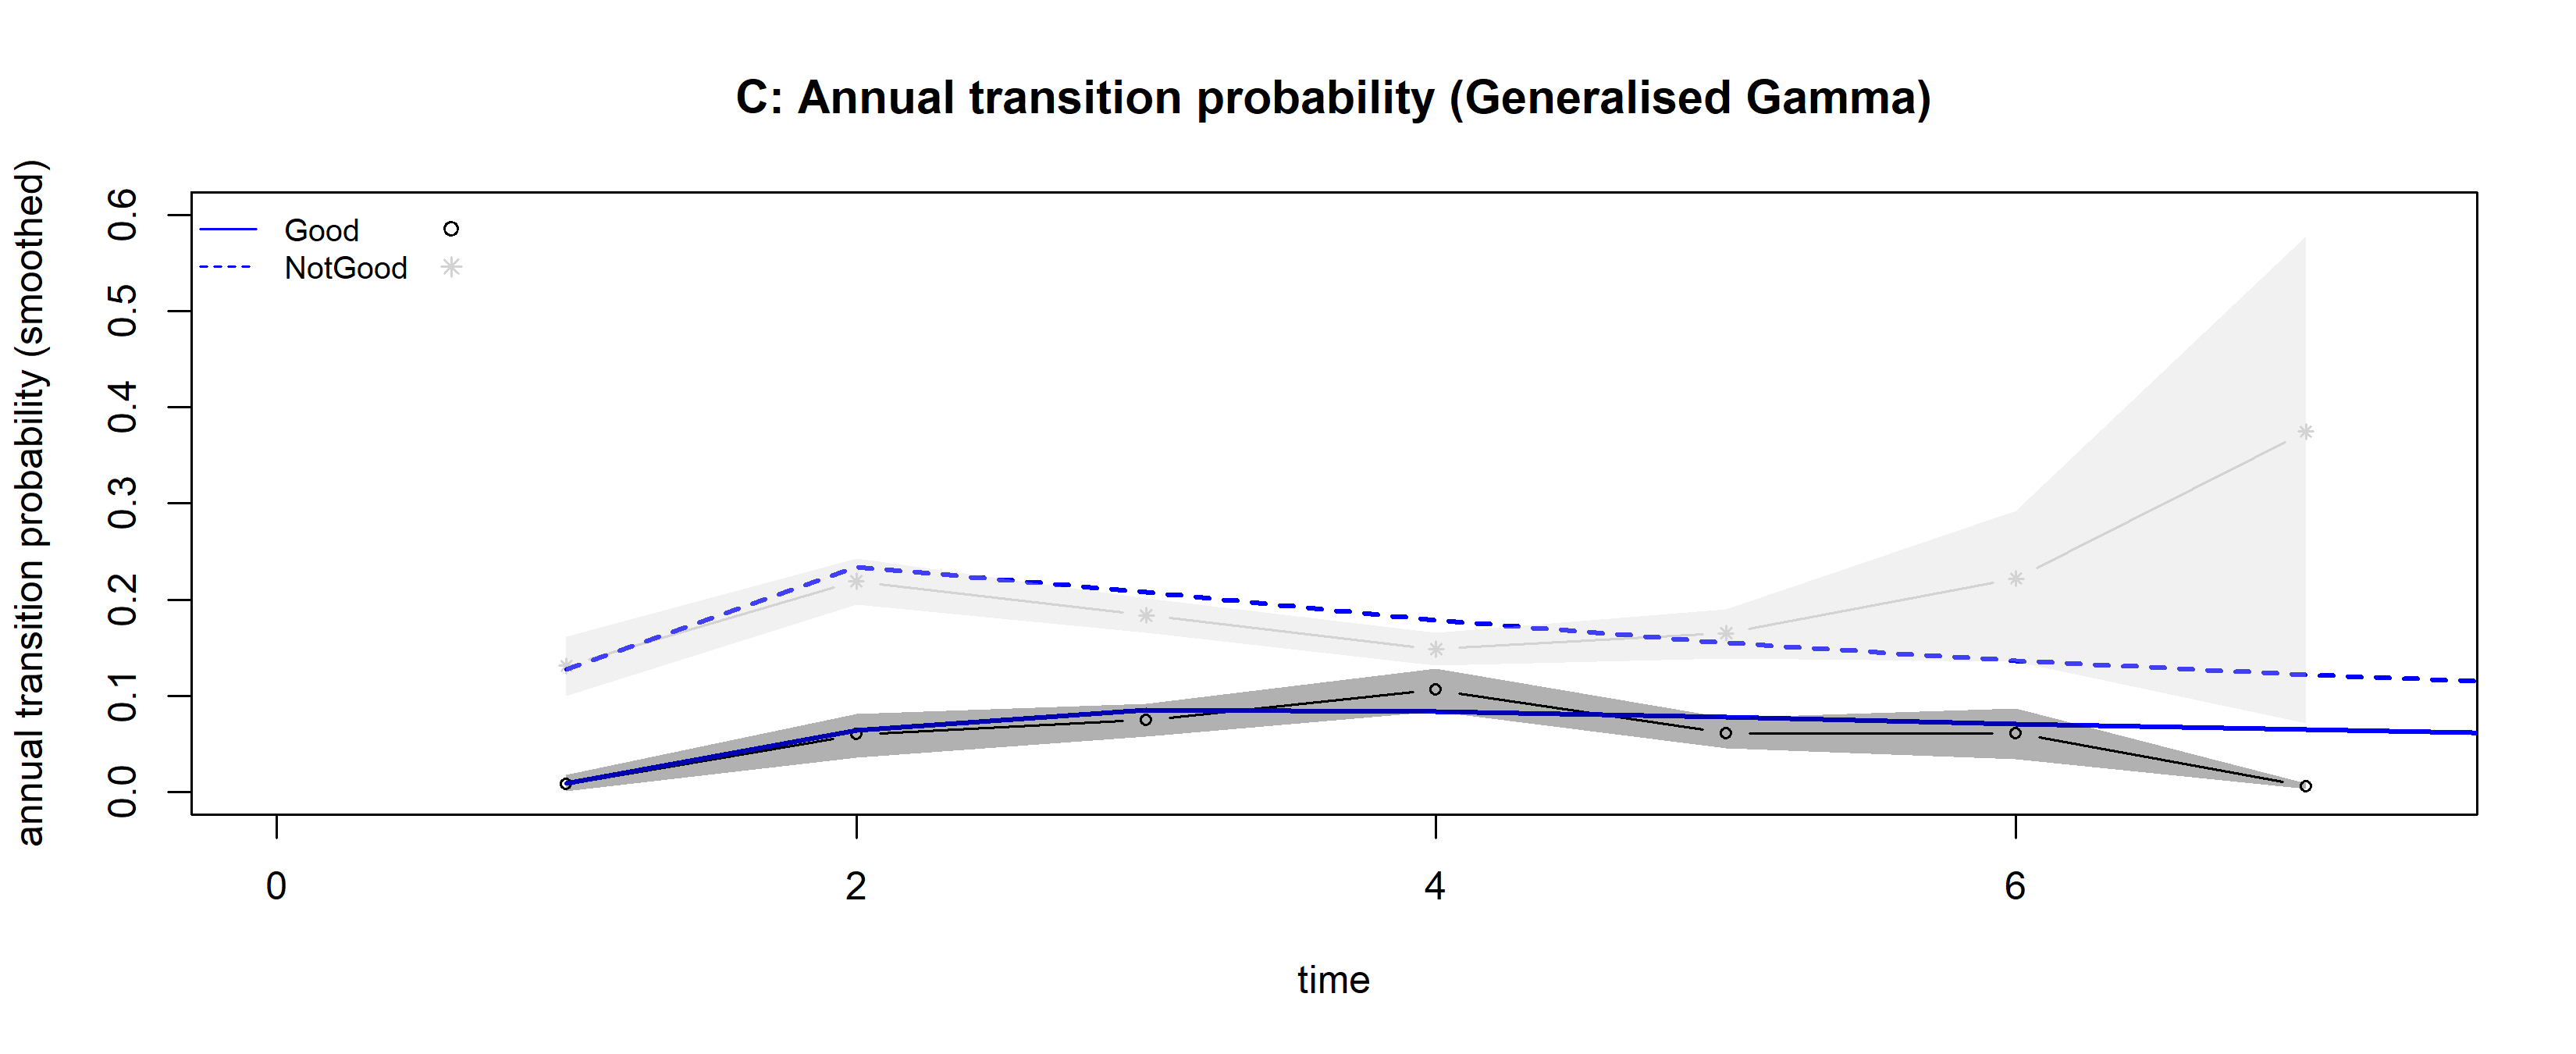 C: Annual transition probability (Generalised Gamma)
annual transition probability (smoothed)
0.6
0.5
0.4
0.3
0.2
0.1
0.0
Good
NotGood
0 2 4 6
time